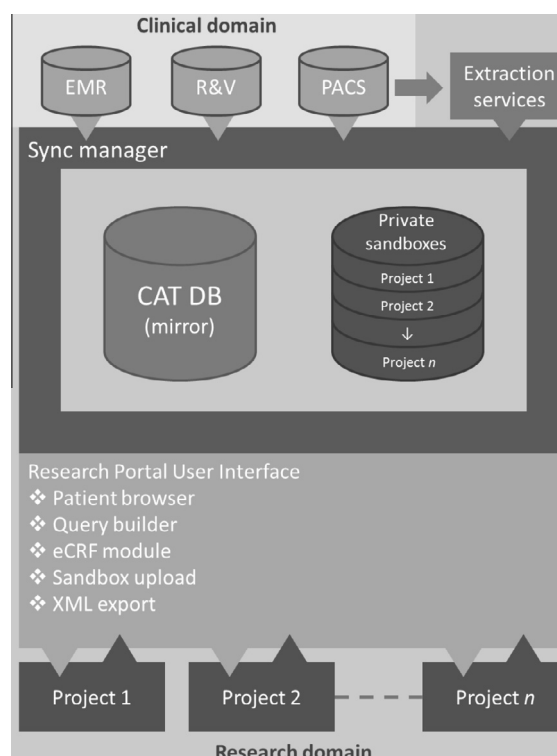 Clinical domain
EMR
R&V
PACS
Extraction
services
Sync manager
CAT DB
(mirror)
Private
sandboxes
Project 1
Project 2
↓
Project n
Research Portal User Interface
❖ Patient browser
❖ Query builder
❖ eCRF module
❖ Sandbox upload
❖ XML export
Project 1
Project 2
Project n
Research domain